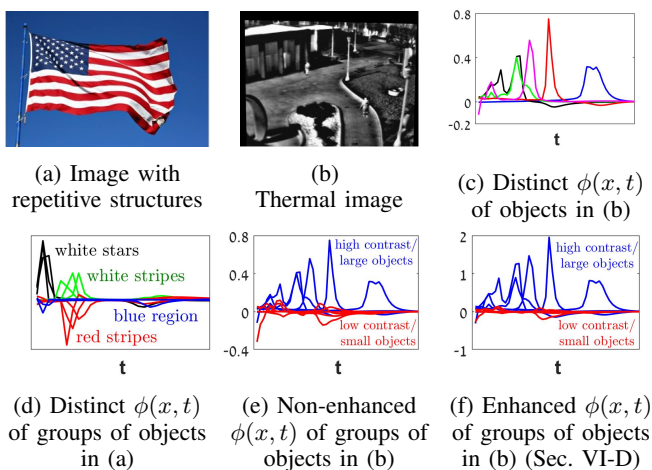 0.8
0.4
0
-0.2
t
(a) Image with
repetitive structures
(b)
Thermal image
(c) Distinct ϕ(x, t)
of objects in (b)
white stars
white stripes
blue region
red stripes
t
0.8
0.4
0
-0.4
high contrast/
large objects
low contrast/
small objects
t
2
1
0
-1
high contrast/
large objects
low contrast/
small objects
t
(d) Distinct ϕ(x, t)
of groups of objects
in (a)
(e) Non-enhanced
ϕ(x, t) of groups of
objects in (b)
(f) Enhanced ϕ(x, t)
of groups of objects
in (b) (Sec. VI-D)